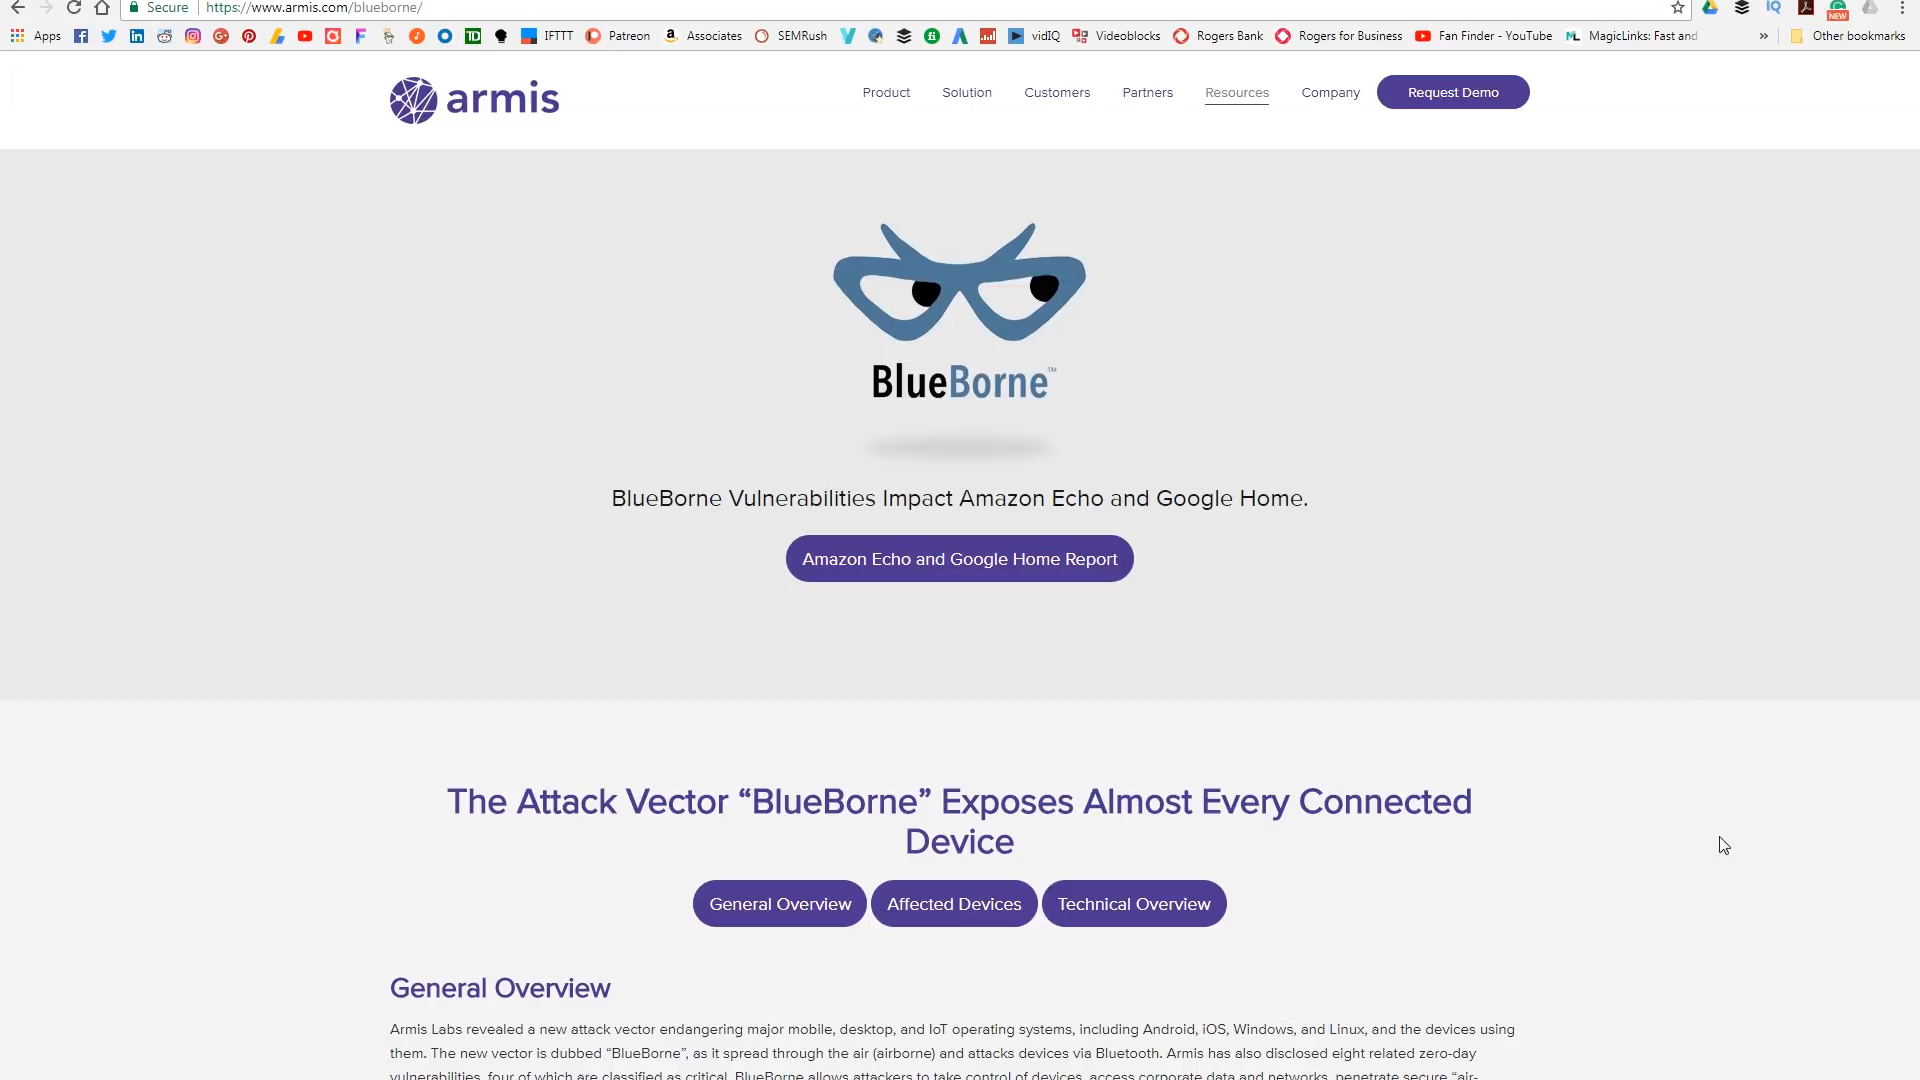 Secure https://www.armis.com/blueborne/
NEW
Apps IFTTT Patreon Associates SEMRush vidIQ Videoblocks Rogers Bank Rogers for Business Fan Finder - YouTube MagicLinks: Fast and » Other bookmarks
armis
Product Solution Customers Partners Resources Company Request Demo
BlueBorne™
BlueBorne Vulnerabilities Impact Amazon Echo and Google Home.
Amazon Echo and Google Home Report
The Attack Vector “BlueBorne” Exposes Almost Every Connected
Device
General Overview Affected Devices Technical Overview
General Overview
Armis Labs revealed a new attack vector endangering major mobile, desktop, and IoT operating systems, including Android, iOS, Windows, and Linux, and the devices using
them. The new vector is dubbed “BlueBorne”, as it spread through the air (airborne) and attacks devices via Bluetooth. Armis has also disclosed eight related zero-day
vulnerabilities, four of which are classified as critical. BlueBorne allows attackers to take control of devices, access corporate data and networks, penetrate secure “air-